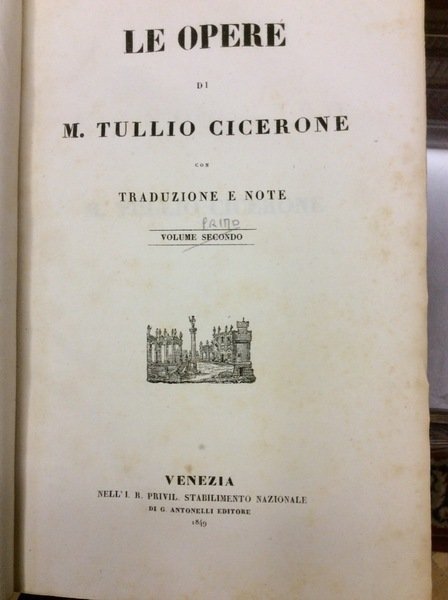 LE OPERE
DI
M. TULLIO CICERONE
CON
TRADUZIONE E NOTE
PRIMO
VOLUME SECONDO
VENEZIA
NELL' I. R. PRIVIL. STABILIMENTO NAZIONALE
DI G. ANTONELLI EDITORE
1849